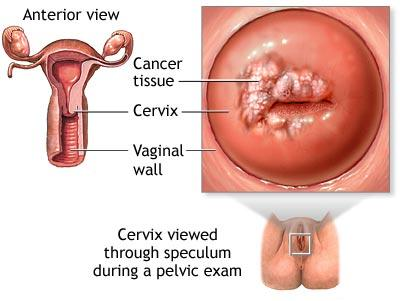 Anterior view
Cancer
tissue
Cervix
Vaginal
wall
Cervix viewed
through speculum
during a pelvic exam